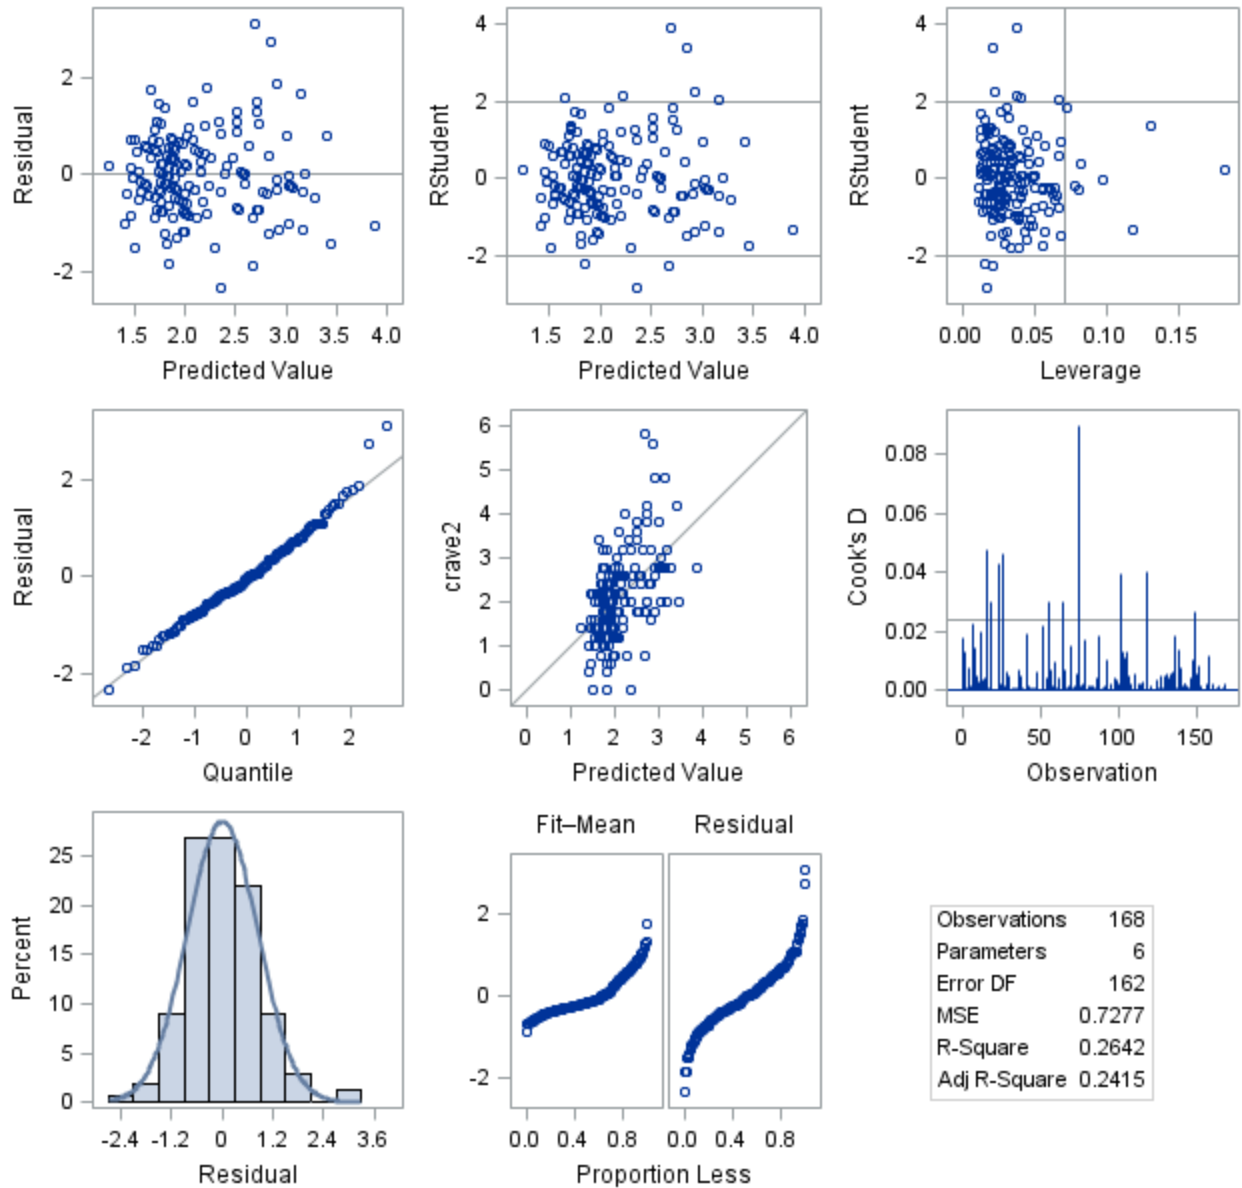 4
4
2
2
2
Residual
RStudent
RStudent
0
0
0
-2
-2
-2
1.5 2.0 2.5 3.0 3.5 4.0
1.5 2.0 2.5 3.0 3.5 4.0
0.00 0.05 0.10 0.15
Predicted Value
Predicted Value
Leverage
6
5
4
3
2
1
0
2
0
-2
Residual
crave2
Cook's D
0.08
0.06
0.04
0.02
0.00
-2 -1 0 1 2
0 1 2 3 4 5 6
0 50 100 150
Quantile
Predicted Value
Observation
Fit–Mean Residual
25
20
15
10
5
0
Percent
2
0
-2
Observations 168
Parameters 6
Error DF 162
MSE 0.7277
R-Square 0.2642
Adj R-Square 0.2415
-2.4 -1.2 0 1.2 2.4 3.6
0.0 0.4 0.8 0.0 0.4 0.8
Residual
Proportion Less